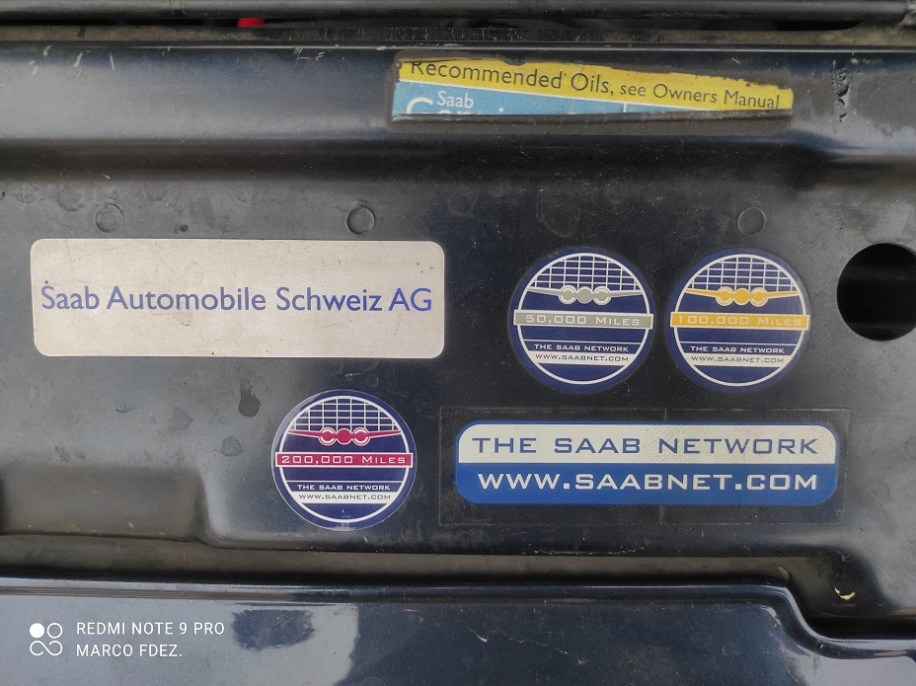 Recommended Oils, see Owners Manual
Saab
Saab Automobile Schweiz AG
50,000 MILES
THE SAAB NETWORK
WWW.SAABNET.COM
100,000 MILES
THE SAAB NETWORK
WWW.SAABNET.COM
200,000 MILES
THE SAAB NETWORK
WWW.SAABNET.COM
THE SAAB NETWORK
WWW.SAABNET.COM
REDMI NOTE 9 PRO
MARCO FDEZ.